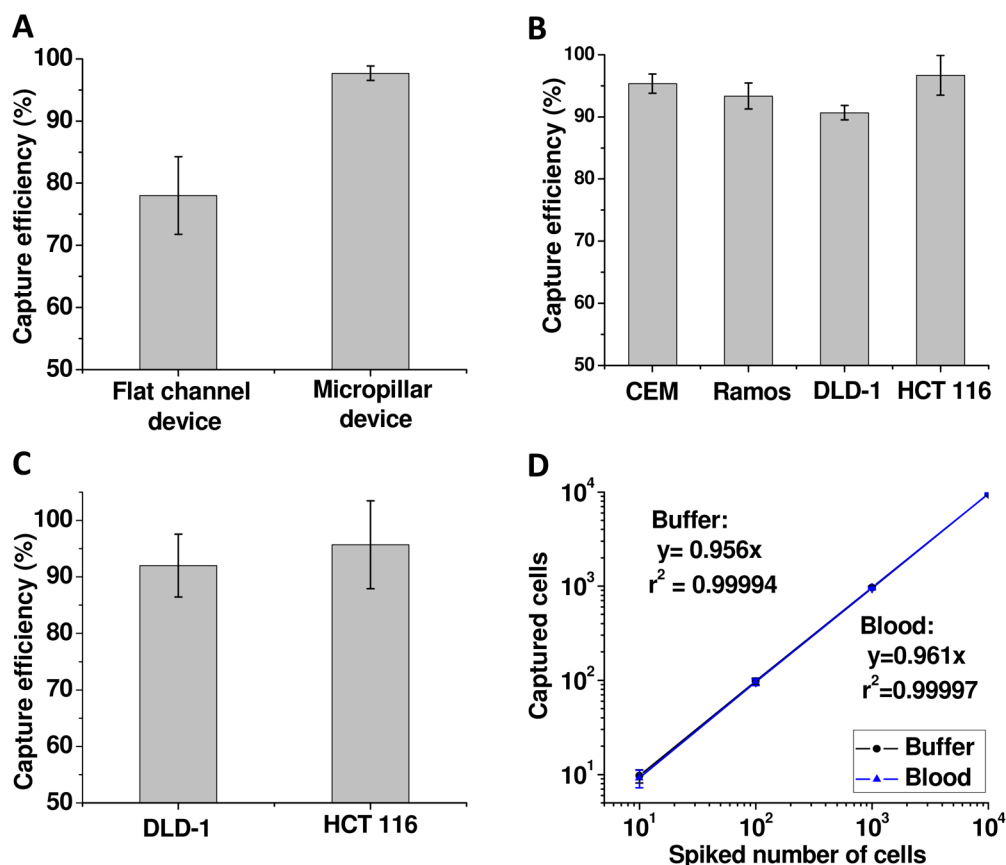 A
Capture efficiency (%)
100
90
80
70
60
50
Flat channel device
Micropillar device
B
Capture efficiency (%)
100
90
80
70
60
50
CEM
Ramos
DLD-1
HCT 116
C
Capture efficiency (%)
100
90
80
70
60
50
DLD-1
HCT 116
D
Captured cells
10^4
10^3
10^2
10^1
Buffer:
y= 0.956x
r^2 = 0.99994
Blood:
y=0.961x
r^2=0.99997
Buffer
Blood
10^1
10^2
10^3
10^4
Spiked number of cells